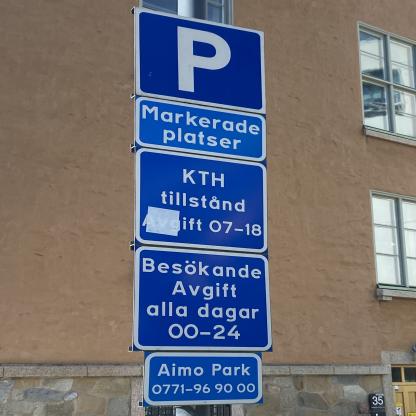 P
Markerade
platser
KTH
tillstånd
Avgift 07-18
Besökande
Avgift
alla dagar
00-24
Aimo Park
0771-96 90 00
35